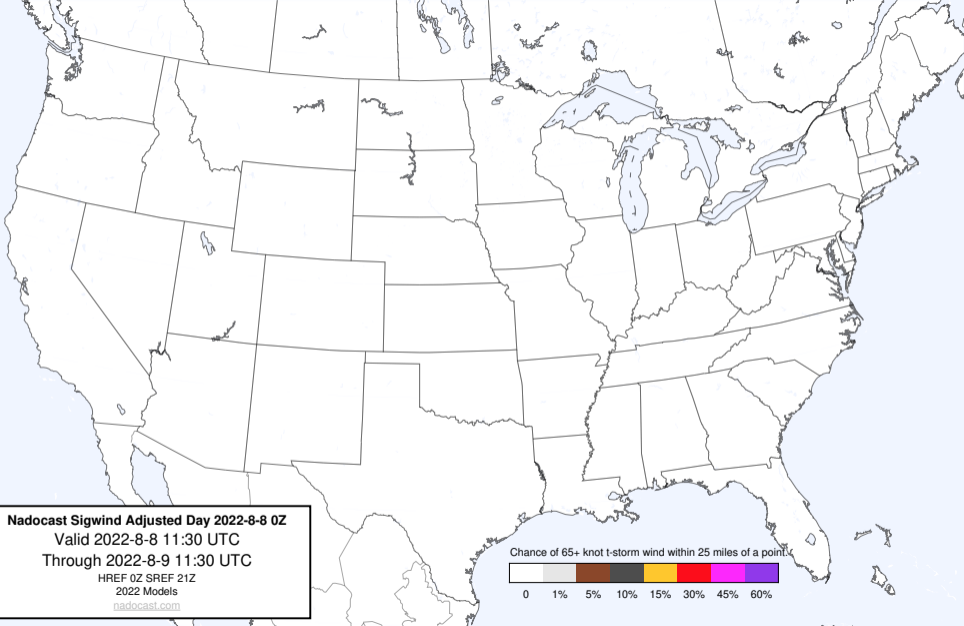 Nadocast Sigwind Adjusted Day 2022-8-8 0Z
Valid 2022-8-8 11:30 UTC
Through 2022-8-9 11:30 UTC
HREF 0Z SREF 21Z
2022 Models
nadocast.com
Chance of 65+ knot t-storm wind within 25 miles of a point.
0 1% 5% 10% 15% 30% 45% 60%